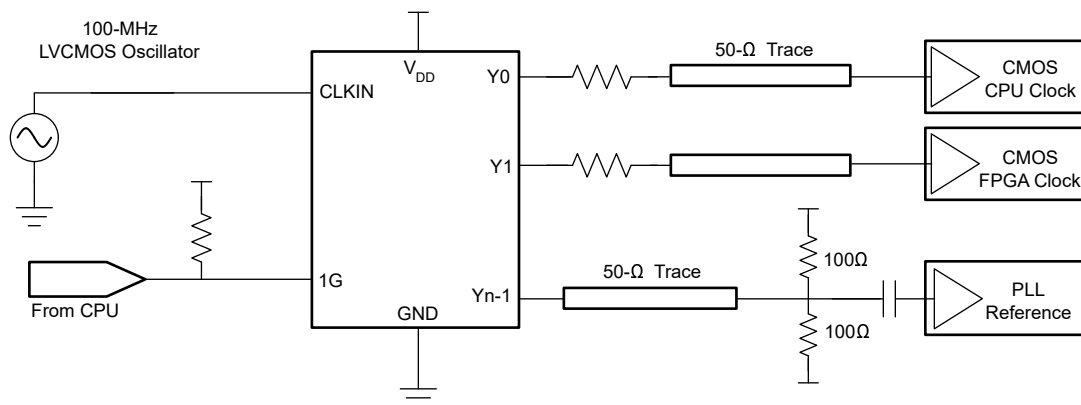 100-MHz
LVCMOS Oscillator
CLKIN
VDD
Y0
50-Ω Trace
CMOS
CPU Clock
Y1
CMOS
FPGA Clock
From CPU
1G
GND
Yn-1
50-Ω Trace
100Ω
100Ω
PLL
Reference